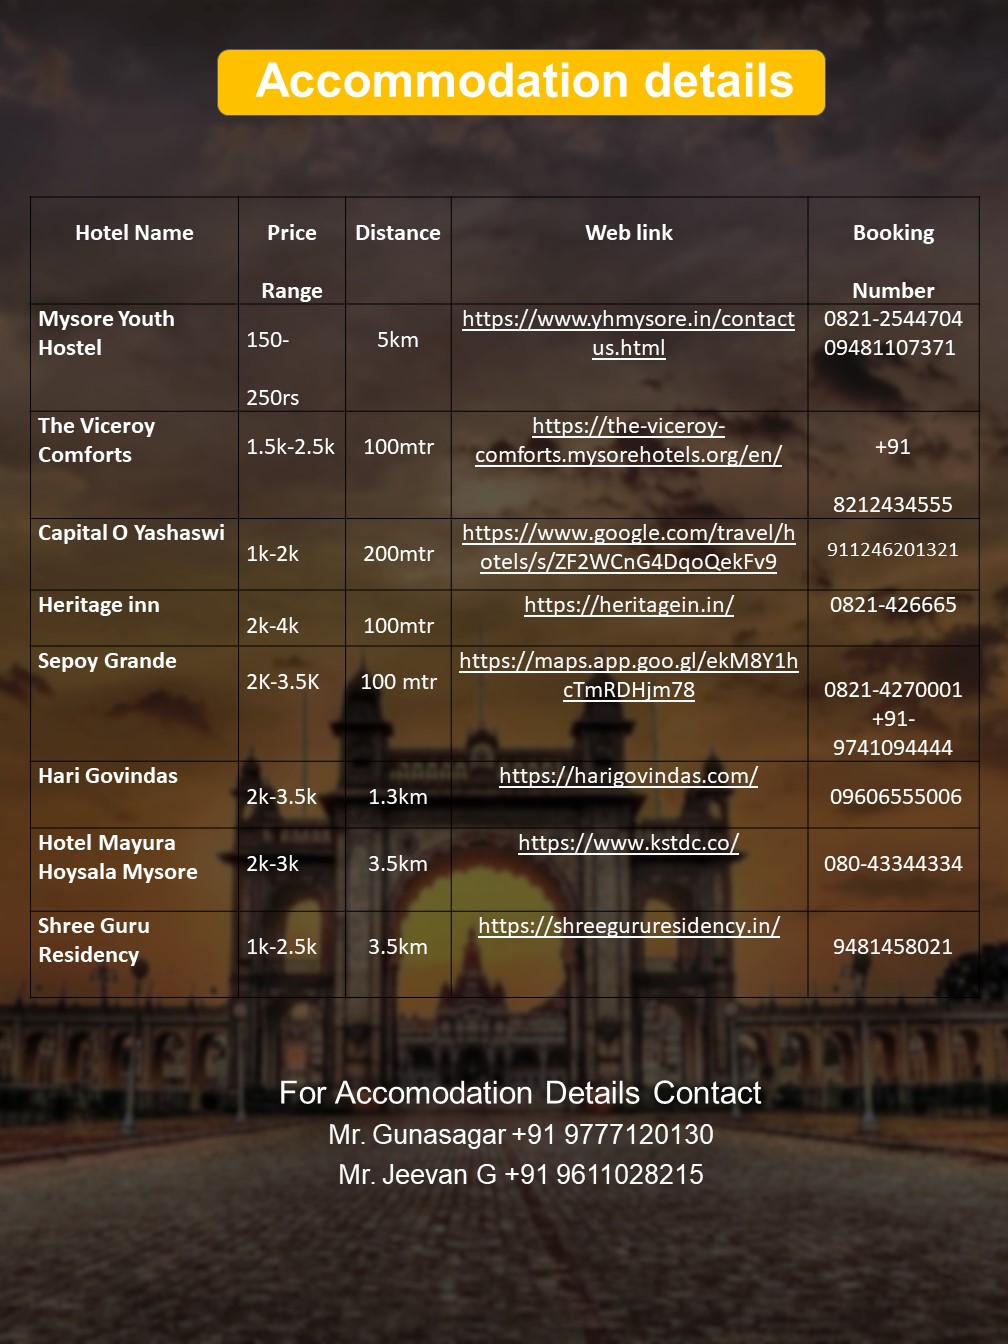 Accommodation details
Hotel Name
Price
Range
Distance
Web link
Booking
Number
Mysore Youth
Hostel
150-
250rs
5km
https://www.yhmysore.in/contact
us.html
0821-2544704
09481107371
The Viceroy
Comforts
1.5k-2.5k
100mtr
https://the-viceroy-
comforts.mysorehotels.org/en/
+91
8212434555
Capital O Yashaswi
1k-2k
200mtr
https://www.google.com/travel/h
otels/s/ZF2WCnG4DqoQekFv9
911246201321
Heritage inn
2k-4k
100mtr
https://heritagein.in/
0821-426665
Sepoy Grande
2K-3.5K
100 mtr
https://maps.app.goo.gl/ekM8Y1h
cTmRDHjm78
0821-4270001
+91-
9741094444
Hari Govindas
2k-3.5k
1.3km
https://harigovindas.com/
09606555006
Hotel Mayura
Hoysala Mysore
2k-3k
3.5km
https://www.kstdc.co/
080-43344334
Shree Guru
Residency
1k-2.5k
3.5km
https://shreegururesidency.in/
9481458021
For Accomodation Details Contact
Mr. Gunasagar +91 9777120130
Mr. Jeevan G +91 9611028215